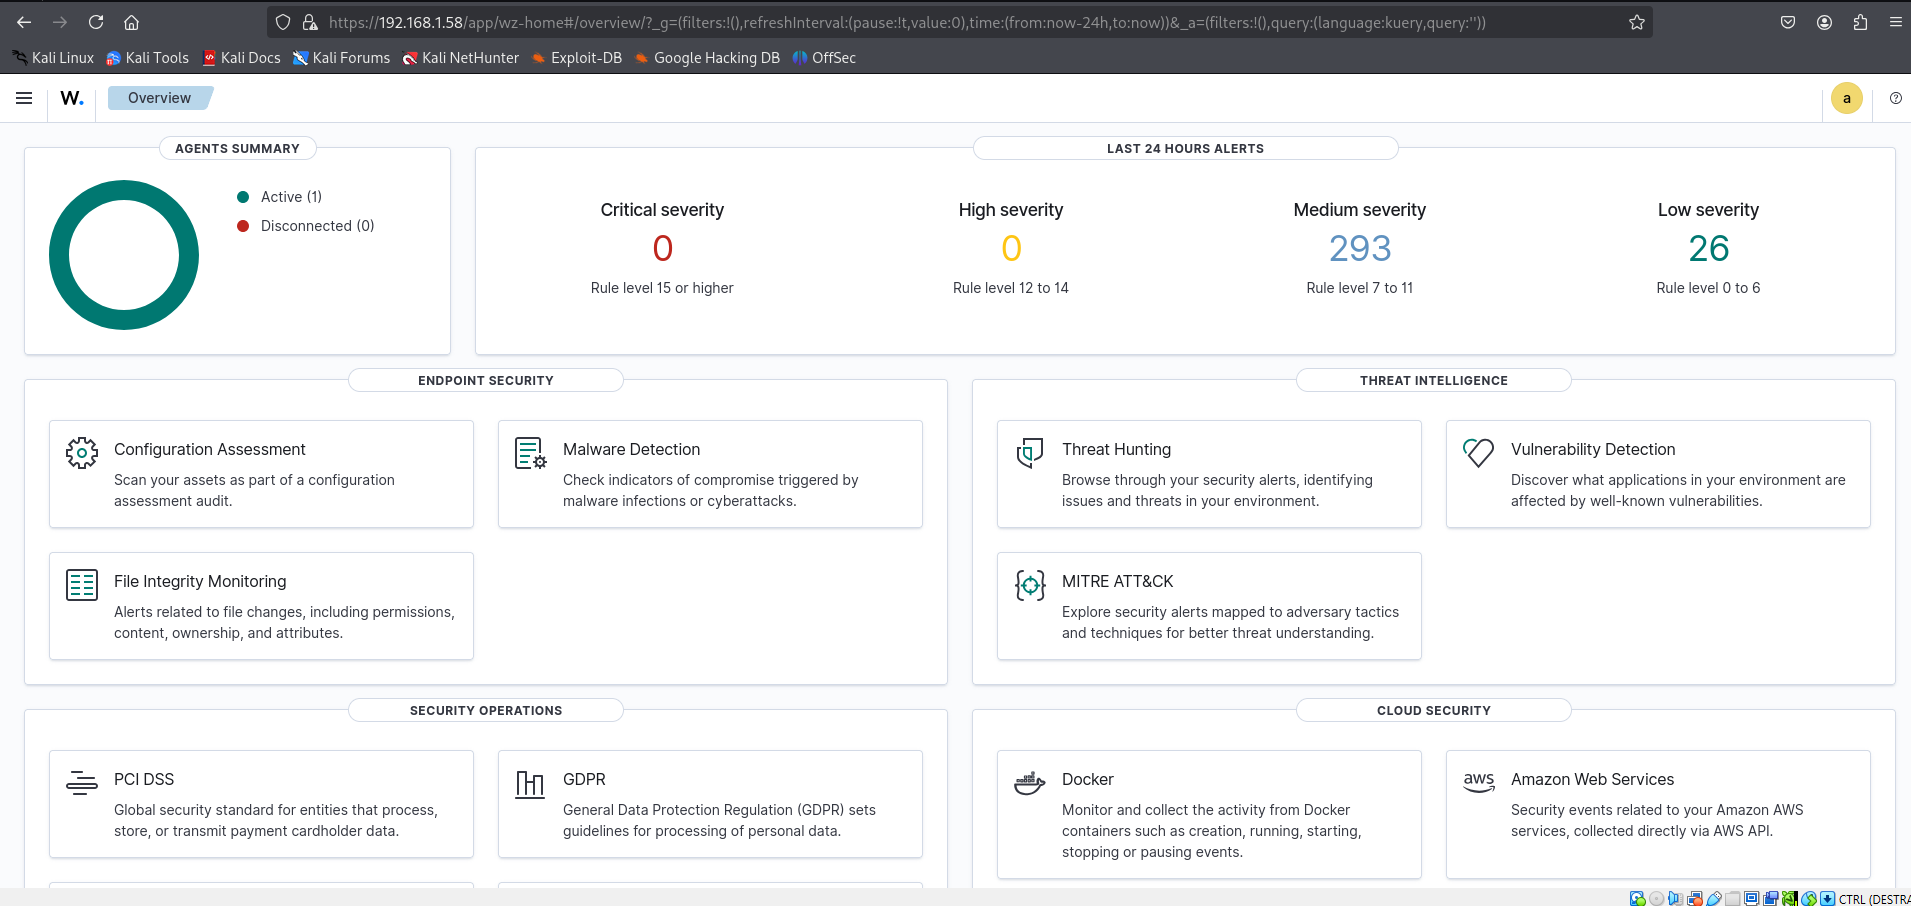 https://192.168.1.58/app/wz-home#/overview/?_g=(filters:!(),refreshInterval:(pause:!t,value:0),time:(from:now-24h,to:now))&_a=(filters:!(),query:(language:kuery,query:''))
Kali Linux Kali Tools Kali Docs Kali Forums Kali NetHunter Exploit-DB Google Hacking DB OffSec
W. Overview a
AGENTS SUMMARY
Active (1)
Disconnected (0)
LAST 24 HOURS ALERTS
Critical severity
0
Rule level 15 or higher
High severity
0
Rule level 12 to 14
Medium severity
293
Rule level 7 to 11
Low severity
26
Rule level 0 to 6
ENDPOINT SECURITY
Configuration Assessment
Scan your assets as part of a configuration
assessment audit.
Malware Detection
Check indicators of compromise triggered by
malware infections or cyberattacks.
File Integrity Monitoring
Alerts related to file changes, including permissions,
content, ownership, and attributes.
THREAT INTELLIGENCE
Threat Hunting
Browse through your security alerts, identifying
issues and threats in your environment.
Vulnerability Detection
Discover what applications in your environment are
affected by well-known vulnerabilities.
MITRE ATT&CK
Explore security alerts mapped to adversary tactics
and techniques for better threat understanding.
SECURITY OPERATIONS
PCI DSS
Global security standard for entities that process,
store, or transmit payment cardholder data.
GDPR
General Data Protection Regulation (GDPR) sets
guidelines for processing of personal data.
CLOUD SECURITY
Docker
Monitor and collect the activity from Docker
containers such as creation, running, starting,
stopping or pausing events.
aws
Amazon Web Services
Security events related to your Amazon AWS
services, collected directly via AWS API.
CTRL (DESTRA